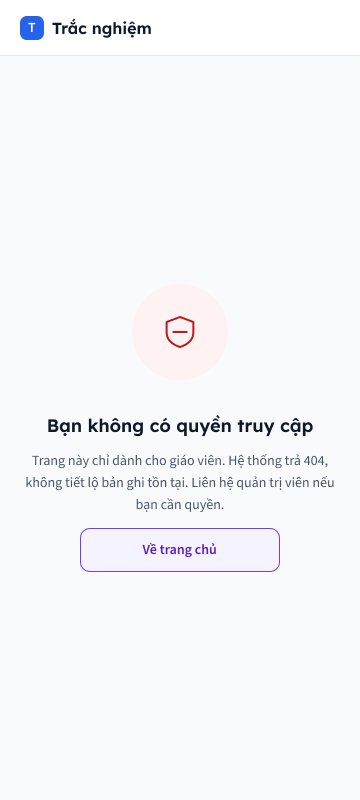 T Trắc nghiệm
Bạn không có quyền truy cập
Trang này chỉ dành cho giáo viên. Hệ thống trả 404,
không tiết lộ bản ghi tồn tại. Liên hệ quản trị viên nếu
bạn cần quyền.
Về trang chủ